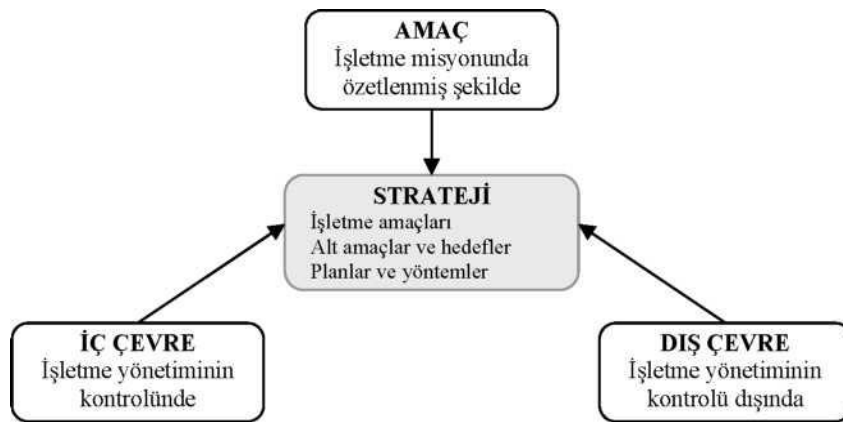 AMAÇ
İşletme misyonunda
özetlenmiş şekilde
STRATEJİ
İşletme amaçları
Alt amaçlar ve hedefler
Planlar ve yöntemler
İÇ ÇEVRE
İşletme yönetiminin
kontrolünde
DIŞ ÇEVRE
İşletme yönetiminin
kontrolü dışında